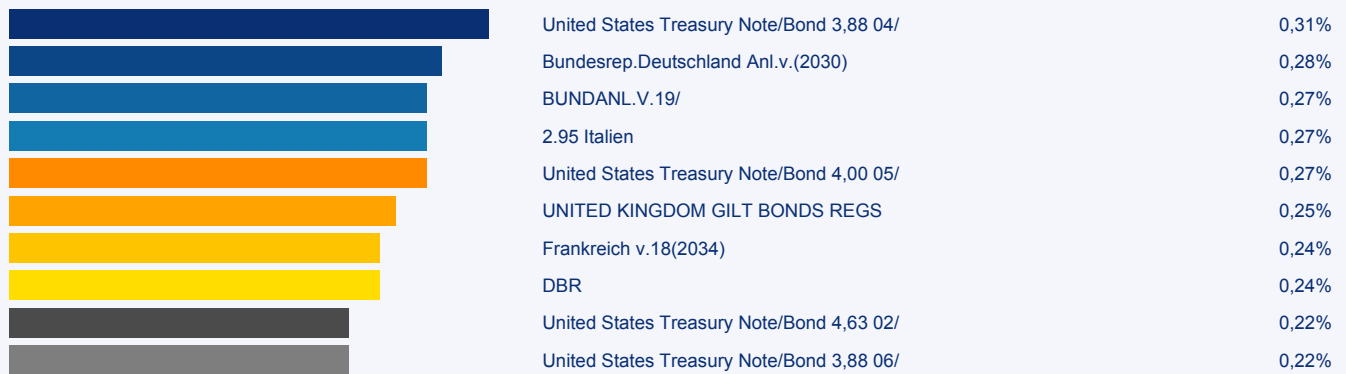 United States Treasury Note/Bond 3,88 04/ 0,31%
Bundesrep.Deutschland Anl.v.(2030) 0,28%
BUNDANL.V.19/ 0,27%
2.95 Italien 0,27%
United States Treasury Note/Bond 4,00 05/ 0,27%
UNITED KINGDOM GILT BONDS REGS 0,25%
Frankreich v.18(2034) 0,24%
DBR 0,24%
United States Treasury Note/Bond 4,63 02/ 0,22%
United States Treasury Note/Bond 3,88 06/ 0,22%